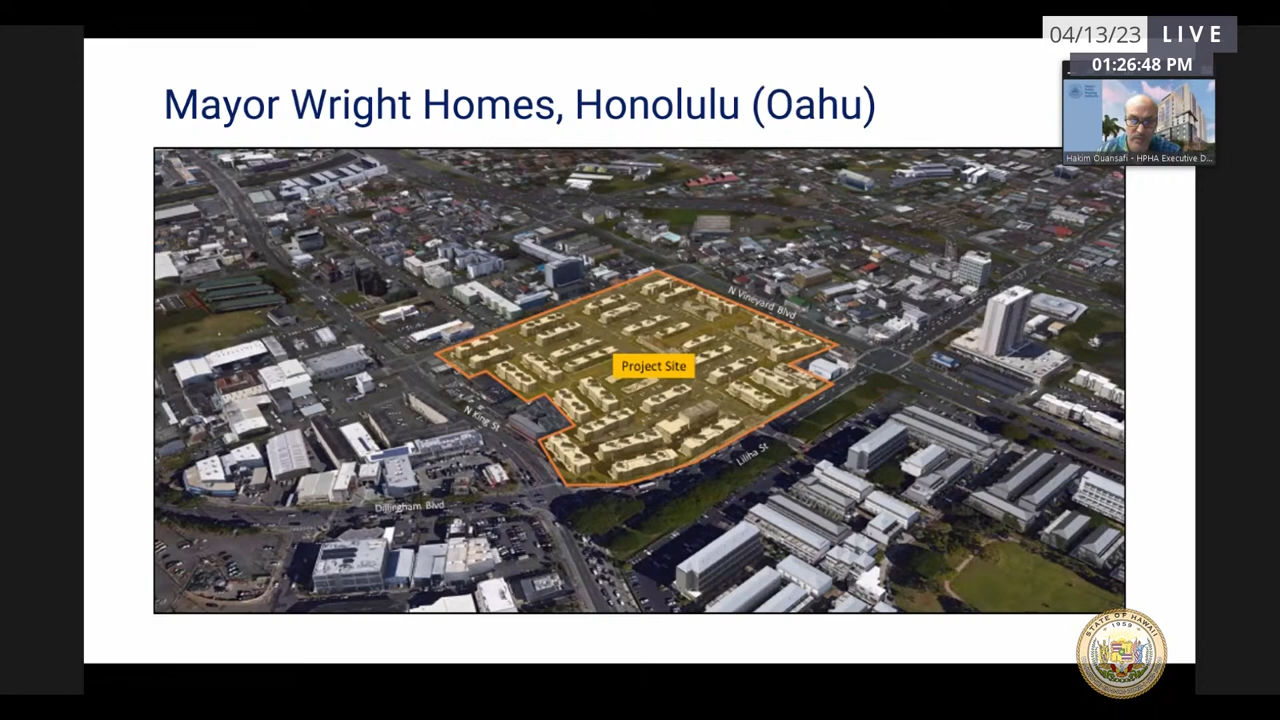 04/13/23 LIVE
01:26:48 PM
Hakim Ouansafi - HPHA Executive D...
Mayor Wright Homes, Honolulu (Oahu)
N Vineyard Blvd
Project Site
N King St
Liliha St
Dillingham Blvd
STATE OF HAWAII
1959